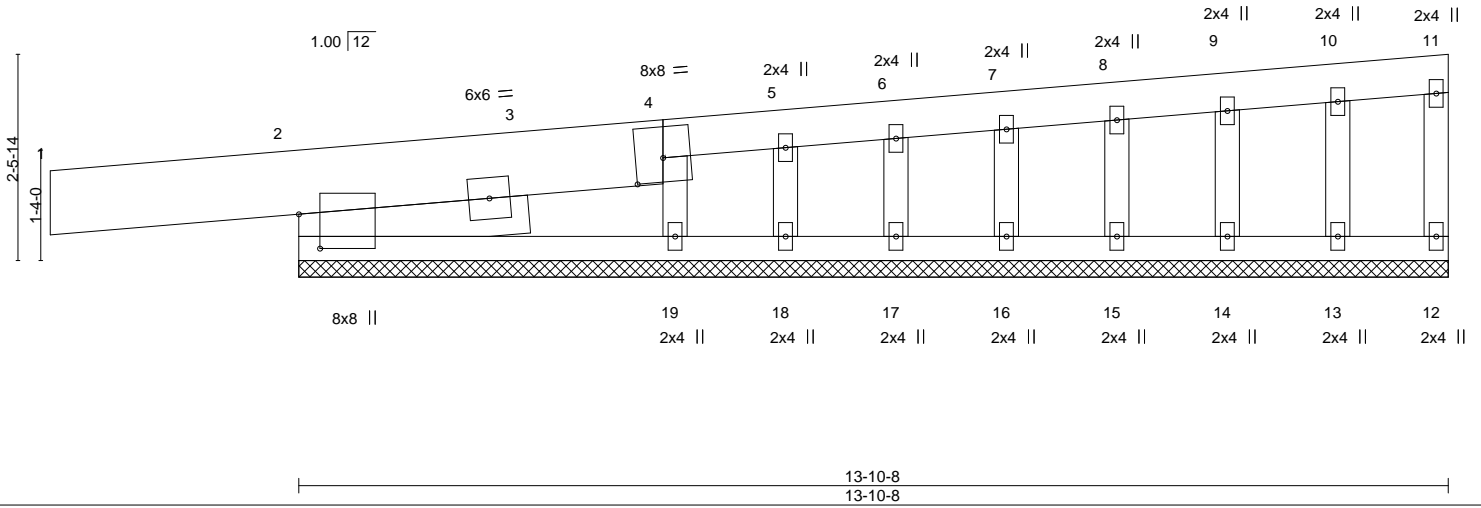 2x4 || 2x4 || 2x4 ||
9 10 11
1.00 12
2x4 ||
8
2x4 ||
7
2x4 ||
6
8x8 =
4
2x4 ||
5
6x6 =
3
2
1
2-5-14
1-4-0
8x8 ||
19 18 17 16 15 14 13 12
2x4 || 2x4 || 2x4 || 2x4 || 2x4 || 2x4 || 2x4 || 2x4 ||
13-10-8
13-10-8